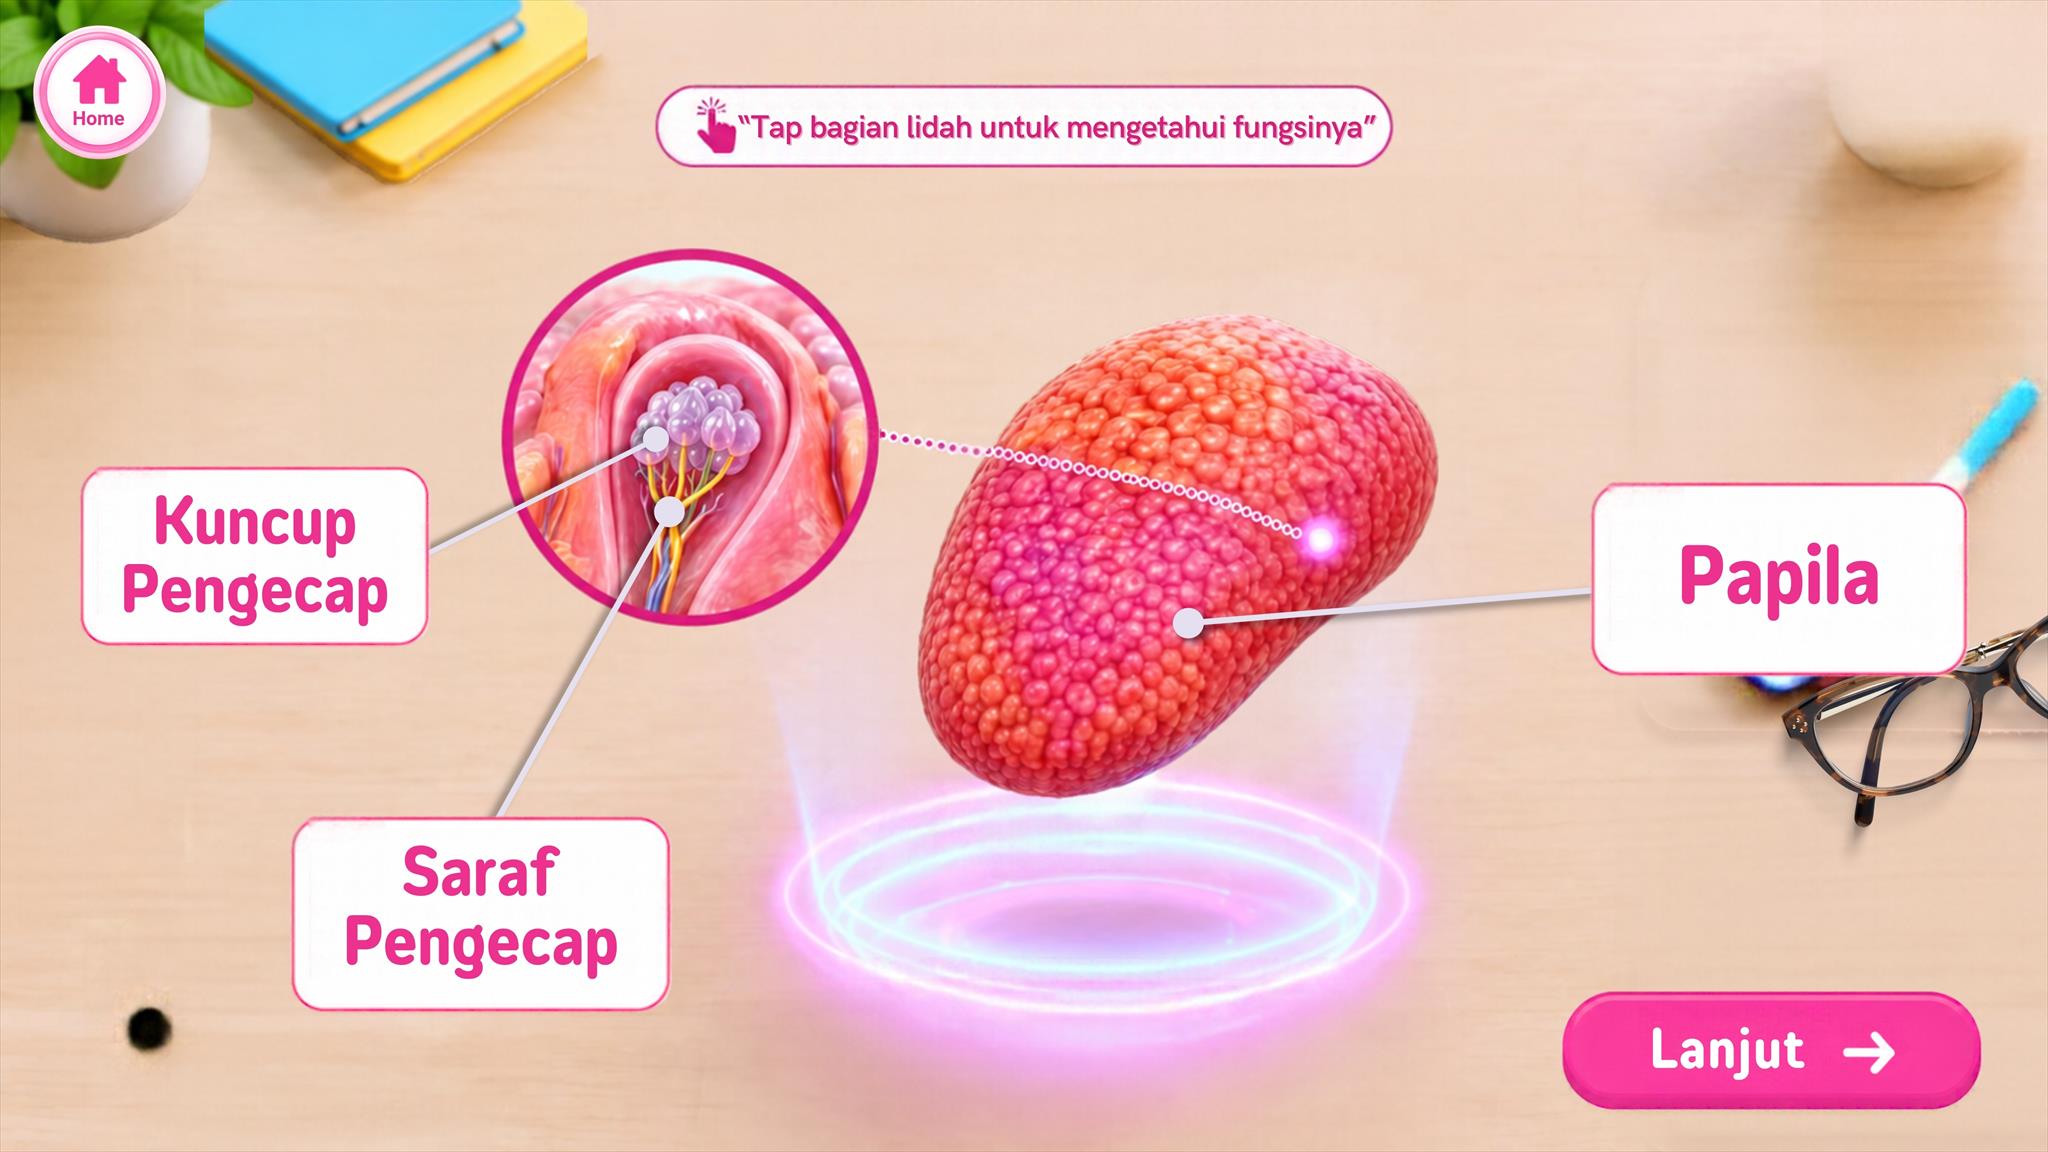 Home
“Tap bagian lidah untuk mengetahui fungsinya”
Kuncup
Pengecap
Papila
Saraf
Pengecap
Lanjut